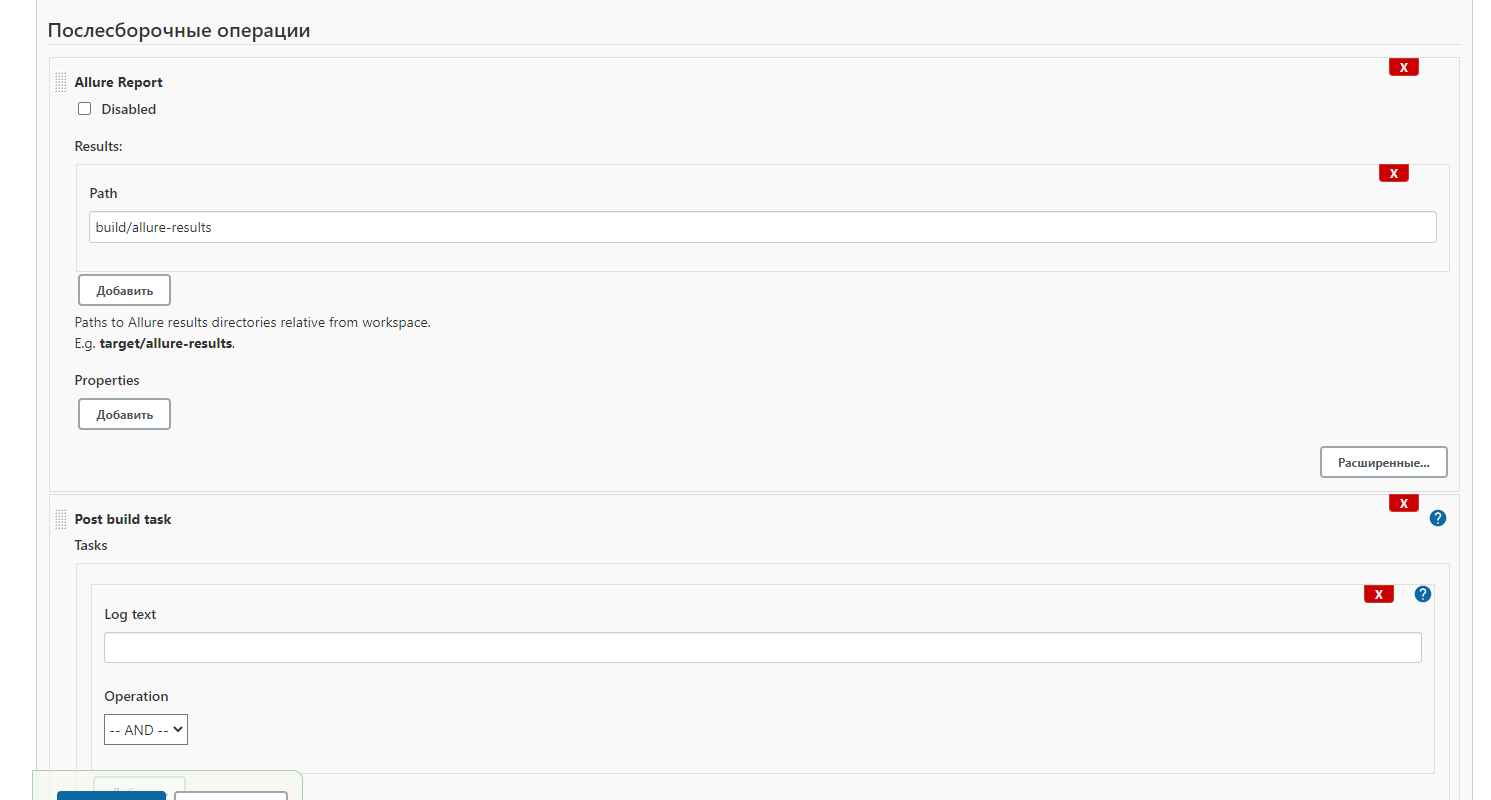 Послесборочные операции
X
Allure Report
Disabled
Results:
X
Path
build/allure-results
Добавить
Paths to Allure results directories relative from workspace.
E.g. target/allure-results.
Properties
Добавить
Расширенные...
X
Post build task
?
Tasks
X
?
Log text
Operation
-- AND --